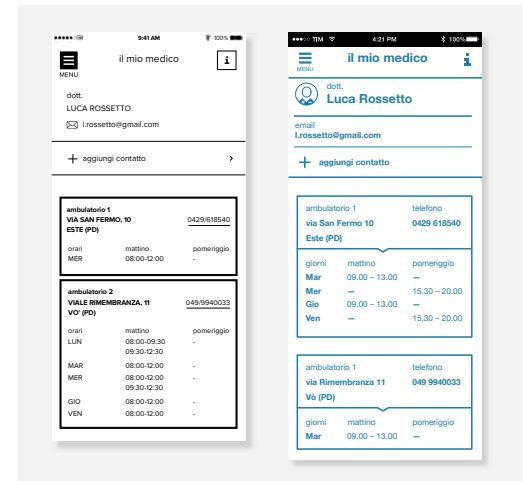 9:41 AM 100%
MENU
il mio medico
i
dott.
LUCA ROSSETTO
l.rossetto@gmail.com
+ aggiungi contatto >
ambulatorio 1
VIA SAN FERMO, 10 0429/618540
ESTE (PD)
orari mattino pomeriggio
MER 08:00-12:00 -
ambulatorio 2
VIALE RIMEMBRANZA, 11 049/9940033
VO' (PD)
orari mattino pomeriggio
LUN 08:00-09:30 -
09:30-12:30
MAR 08:00-12:00 -
MER 08:00-12:00 -
09:30-12:30
GIO 08:00-12:00 -
VEN 08:00-12:00 -
TIM 4:21 PM 100%
MENU
il mio medico
i
dott.
Luca Rossetto
email
l.rossetto@gmail.com
+ aggiungi contatto
ambulatorio 1 telefono
via San Fermo 10 0429 618540
Este (PD)
giorni mattino pomeriggio
Mar 09.00 – 13.00 –
Mer – 15.30 – 20.00
Gio 09.00 – 13.00 –
Ven – 15.30 – 20.00
ambulatorio 1 telefono
via Rimembranza 11 049 9940033
Vò (PD)
giorni mattino pomeriggio
Mar 09.00 – 13.00 –